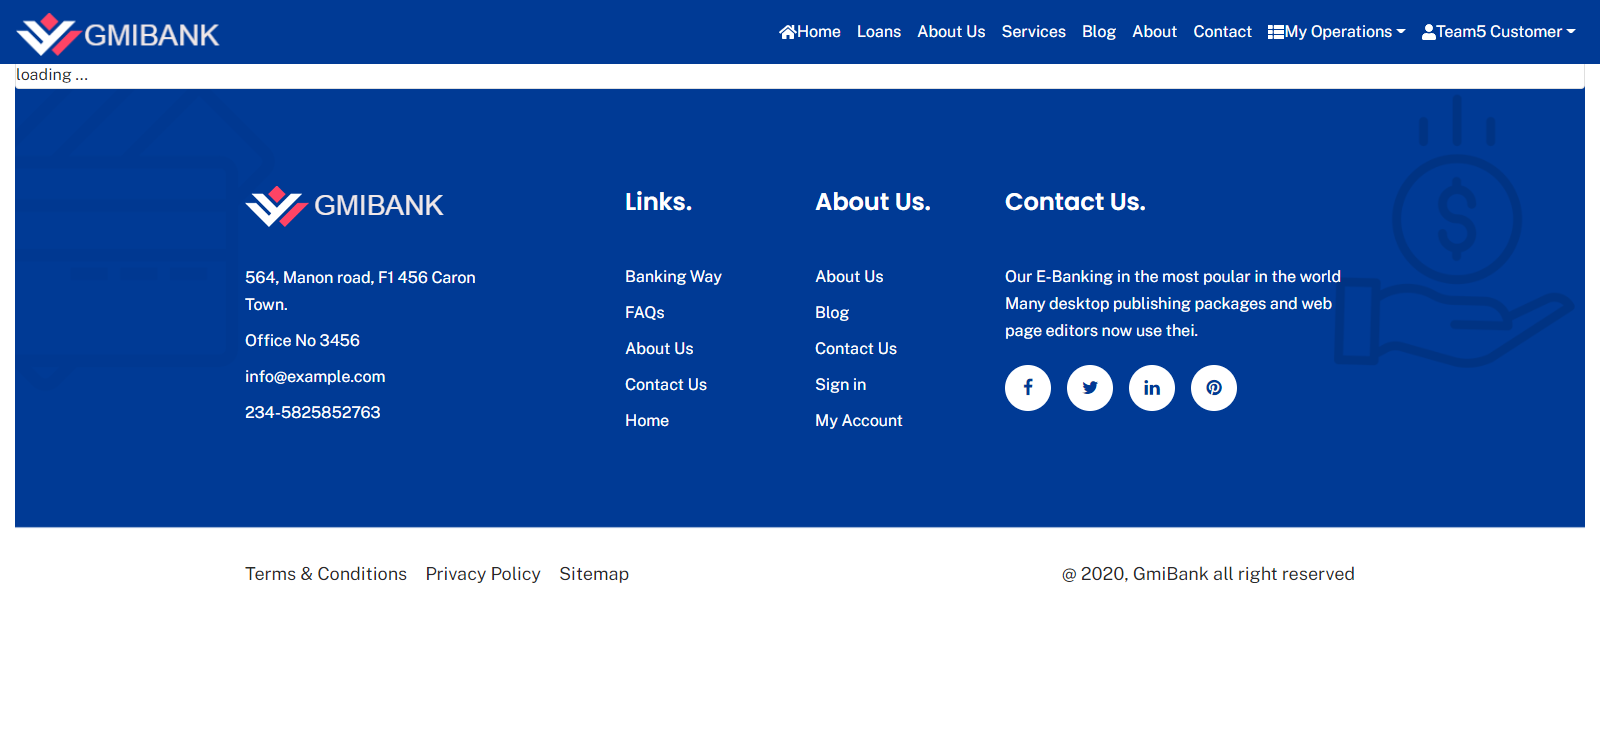 GMIBANK
Home Loans About Us Services Blog About Contact My Operations Team5 Customer
loading ...
GMIBANK
564, Manon road, F1 456 Caron
Town.
Office No 3456
info@example.com
234-5825852763
Links.
Banking Way
FAQs
About Us
Contact Us
Home
About Us.
About Us
Blog
Contact Us
Sign in
My Account
Contact Us.
Our E-Banking in the most poular in the world
Many desktop publishing packages and web
page editors now use thei.
Terms & Conditions Privacy Policy Sitemap
@ 2020, GmiBank all right reserved